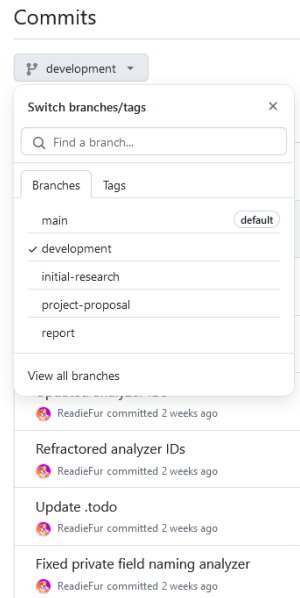 Commits
development
Switch branches/tags
Find a branch...
Branches Tags
main default
development
initial-research
project-proposal
report
View all branches
ReadieFur committed 2 weeks ago
Refractored analyzer IDs
ReadieFur committed 2 weeks ago
Update .todo
ReadieFur committed 2 weeks ago
Fixed private field naming analyzer
ReadieFur committed 2 weeks ago